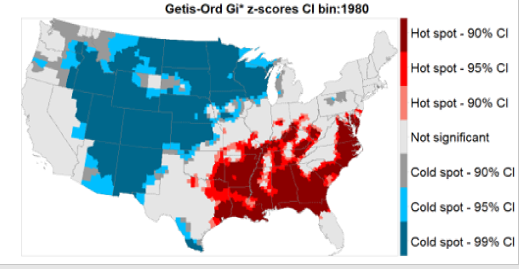 Getis-Ord Gi* z-scores CI bin:1980
Hot spot - 90% CI
Hot spot - 95% CI
Hot spot - 90% CI
Not significant
Cold spot - 90% CI
Cold spot - 95% CI
Cold spot - 99% CI